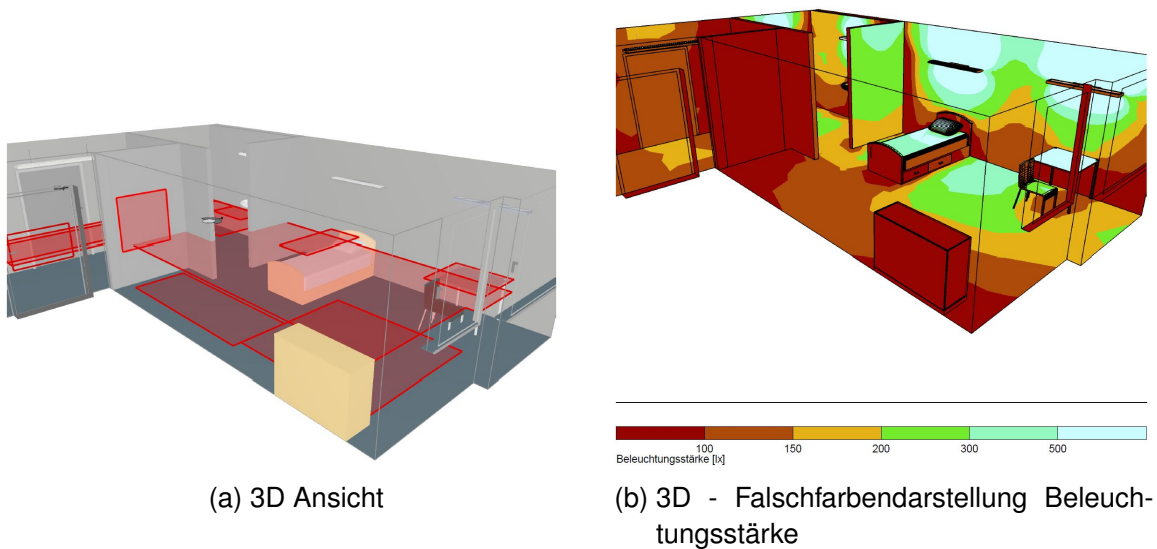 100
150
200
300
500
Beleuchtungsstärke [lx]
(a) 3D Ansicht
(b) 3D - Falschfarbendarstellung Beleuch-
tungsstärke